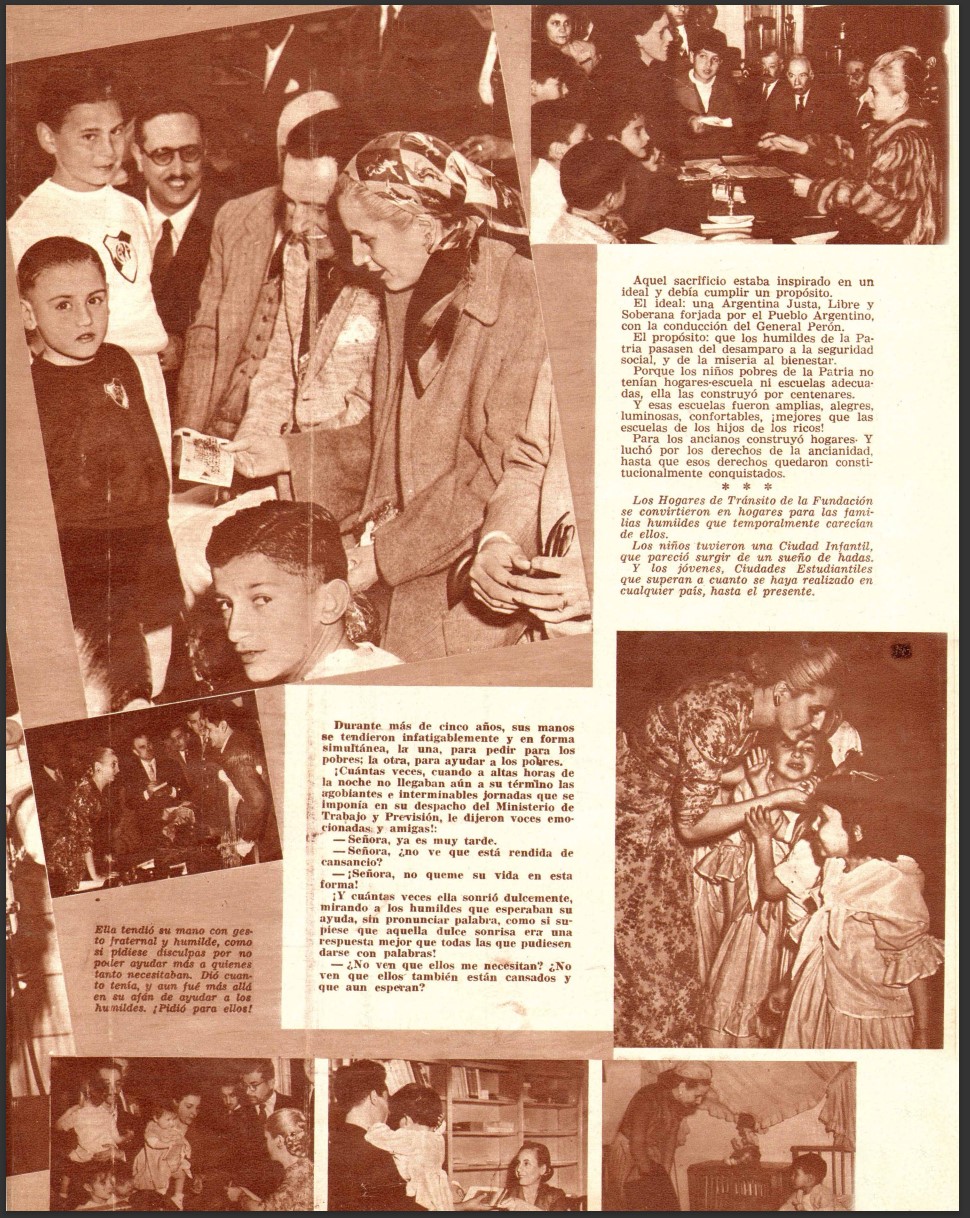 Aquel sacrificio estaba inspirado en un
ideal y debía cumplir un propósito.
El ideal: una Argentina Justa, Libre y
Soberana forjada por el Pueblo Argentino,
con la conducción del General Perón.
El propósito: que los humildes de la Pa-
tria pasasen del desamparo a la seguridad
social, y de la miseria al bienestar.
Porque los niños pobres de la Patria no
tenían hogares-escuela ni escuelas adecua-
das, ella las construyó por centenares.
Y esas escuelas fueron amplias, alegres,
luminosas, confortables, ¡mejores que las
escuelas de los hijos de los ricos!
Para los ancianos construyó hogares· Y
luchó por los derechos de la ancianidad,
hasta que esos derechos quedaron consti-
tucionalmente conquistados.
* * *
Los Hogares de Tránsito de la Fundación
se convirtieron en hogares para las fami-
lias humildes que temporalmente carecían
de ellos.
Los niños tuvieron una Ciudad Infantil,
que pareció surgir de un sueño de hadas.
Y los jóvenes, Ciudades Estudiantiles
que superan a cuanto se haya realizado en
cualquier país, hasta el presente.
Durante más de cinco años, sus manos
se tendieron infatigablemente y en forma
simultánea, la una, para pedir para los
pobres; la otra, para ayudar a los pobres.
¡Cuántas veces, cuando a altas horas de
la noche no llegaban aún a su término las
agobiantes e interminables jornadas que se
imponía en su despacho del Ministerio de
Trabajo y Previsión, le dijeron voces emo-
cionadas y amigas!:
— Señora, ya es muy tarde.
— Señora, ¿no ve que está rendida de
cansancio?
— ¡Señora, no queme su vida en esta
forma!
¡Y cuántas veces ella sonrió dulcemente,
mirando a los humildes que esperaban su
ayuda, sin pronunciar palabra, como si su-
piese que aquella dulce sonrisa era una
respuesta mejor que todas las que pudiesen
darse con palabras!
— ¿No ven que ellos me necesitan? ¿No
ven que ellos también están cansados y
que aun esperan?
Ella tendió su mano con ges-
to fraternal y humilde, como
si pidiese disculpas por no
poder ayudar más a quienes
tanto necesitaban. Dió cuan-
to tenía, y aun fué más allá
en su afán de ayudar a los
humildes. ¡Pidió para ellos!